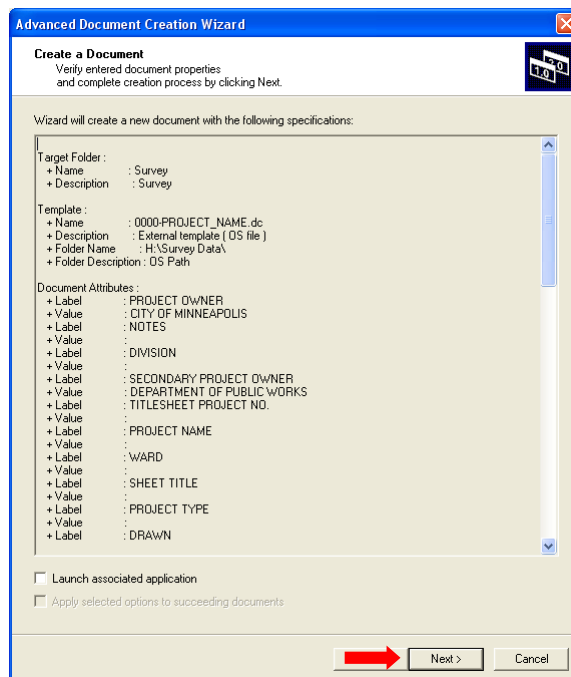 Advanced Document Creation Wizard
Create a Document
Verify entered document properties
and complete creation process by clicking Next.
1.0
2.0
Wizard will create a new document with the following specifications:
Target Folder :
+ Name : Survey
+ Description : Survey
Template :
+ Name : 0000-PROJECT_NAME.dc
+ Description : External template ( OS file )
+ Folder Name : H:\Survey Data\
+ Folder Description : OS Path
Document Attributes :
+ Label : PROJECT OWNER
+ Value : CITY OF MINNEAPOLIS
+ Label : NOTES
+ Value :
+ Label : DIVISION
+ Value :
+ Label : SECONDARY PROJECT OWNER
+ Value : DEPARTMENT OF PUBLIC WORKS
+ Label : TITLESHEET PROJECT NO.
+ Value :
+ Label : PROJECT NAME
+ Value :
+ Label : WARD
+ Value :
+ Label : SHEET TITLE
+ Value :
+ Label : PROJECT TYPE
+ Value :
+ Label : DRAWN
Launch associated application
Apply selected options to succeeding documents
Next >
Cancel